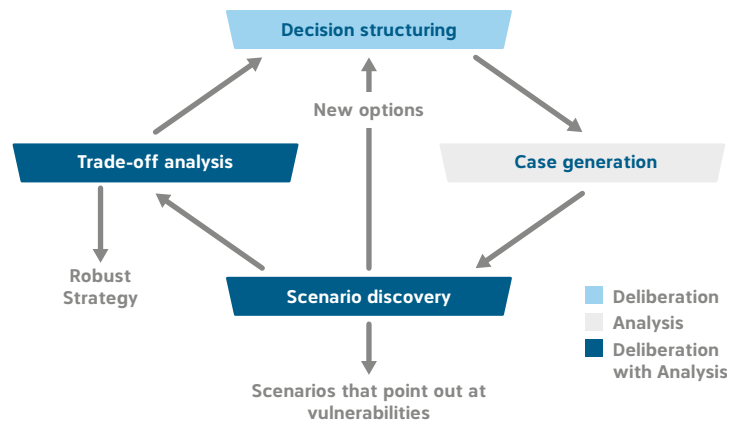 Decision structuring
New options
Trade-off analysis
Case generation
Robust
Strategy
Scenario discovery
Deliberation
Analysis
Deliberation
with Analysis
Scenarios that point out at
vulnerabilities